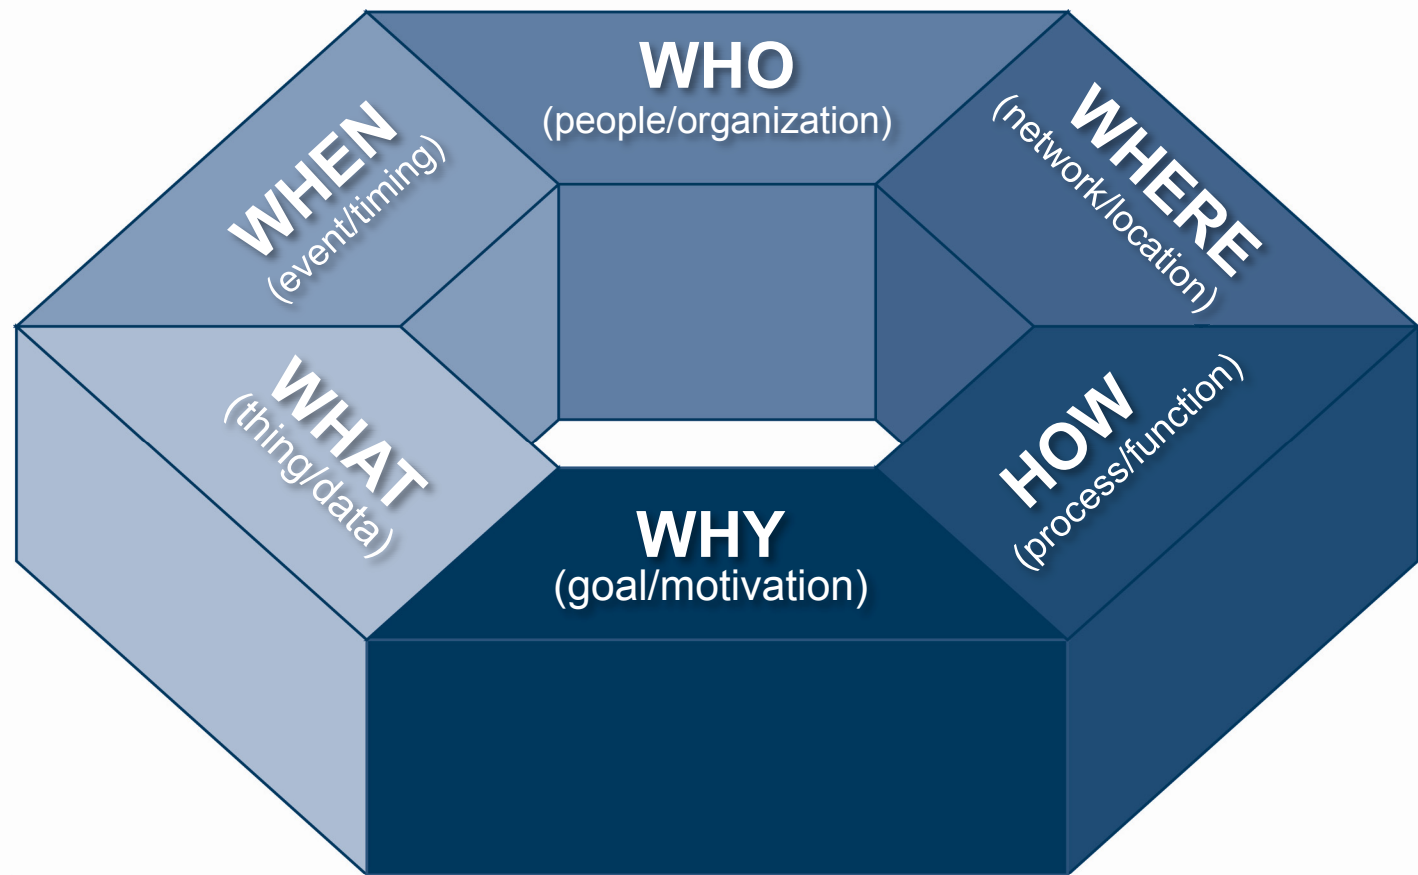 WHO
(people/organization)
WHEN
(event/timing)
WHERE
(network/location)
WHAT
(thing/data)
HOW
(process/function)
WHY
(goal/motivation)